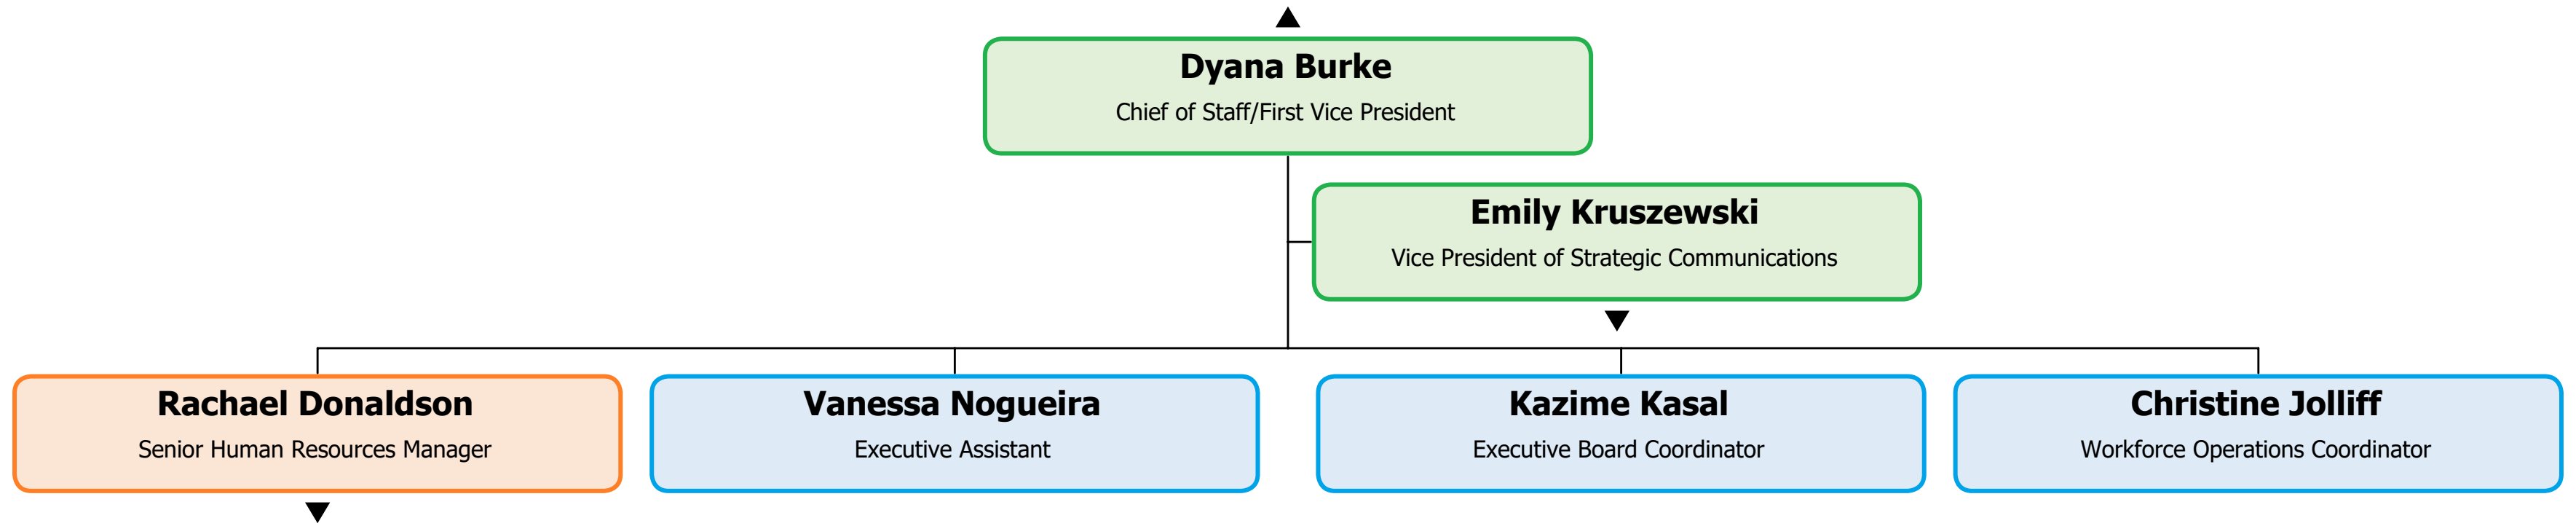 Dyana Burke
Chief of Staff/First Vice President
Emily Kruszewski
Vice President of Strategic Communications
Rachael Donaldson
Senior Human Resources Manager
Vanessa Nogueira
Executive Assistant
Kazime Kasal
Executive Board Coordinator
Christine Jolliff
Workforce Operations Coordinator